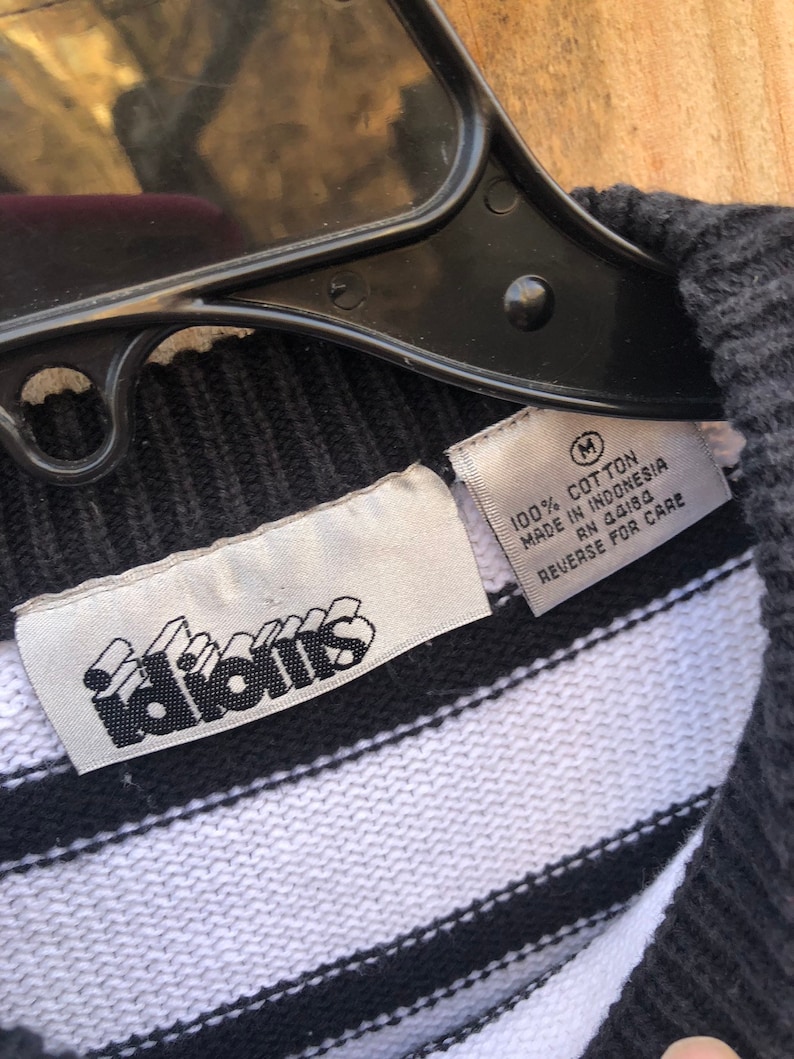 idioms
M
100% COTTON
MADE IN INDONESIA
RN 44184
REVERSE FOR CARE